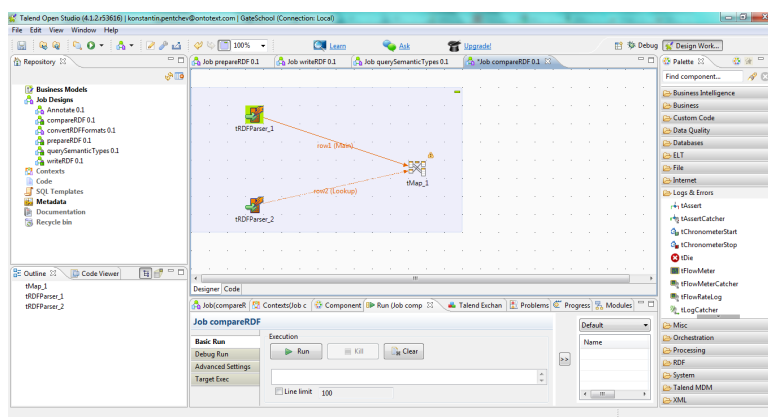 Talend Open Studio (4.1.2.r53616) | konstantin.pentchev@ontotext.com | GateSchool (Connection: Local)
File Edit View Window Help
100% Learn Ask Upgrade! Debug Design Work...
Repository
Business Models
Job Designs
Annotate 0.1
compareRDF 0.1
convertRDFFormats 0.1
prepareRDF 0.1
querySemanticTypes 0.1
writeRDF 0.1
Contexts
Code
SQL Templates
Metadata
Documentation
Recycle bin
Outline Code Viewer
tMap_1
tRDFParser_1
tRDFParser_2
Job prepareRDF 0.1 Job writeRDF 0.1 Job querySemanticTypes 0.1 *Job compareRDF 0.1
tRDFParser_1
row1 (Main)
tMap_1
row2 (Lookup)
tRDFParser_2
Designer Code
Job(compareR Contexts(Job c Component Run (Job comp Talend Exchan Problems Progress Modules
Job compareRDF
Basic Run
Debug Run
Advanced Settings
Target Exec
Execution
Run Kill Clear
Line limit 100
>>
Default
Name
Palette
Find component...
Business Intelligence
Business
Custom Code
Data Quality
Databases
ELT
File
Internet
Logs & Errors
tAssert
tAssertCatcher
tChronometerStart
tChronometerStop
tDie
tFlowMeter
tFlowMeterCatcher
tFlowRateLog
tLogCatcher
Misc
Orchestration
Processing
RDF
System
Talend MDM
XML